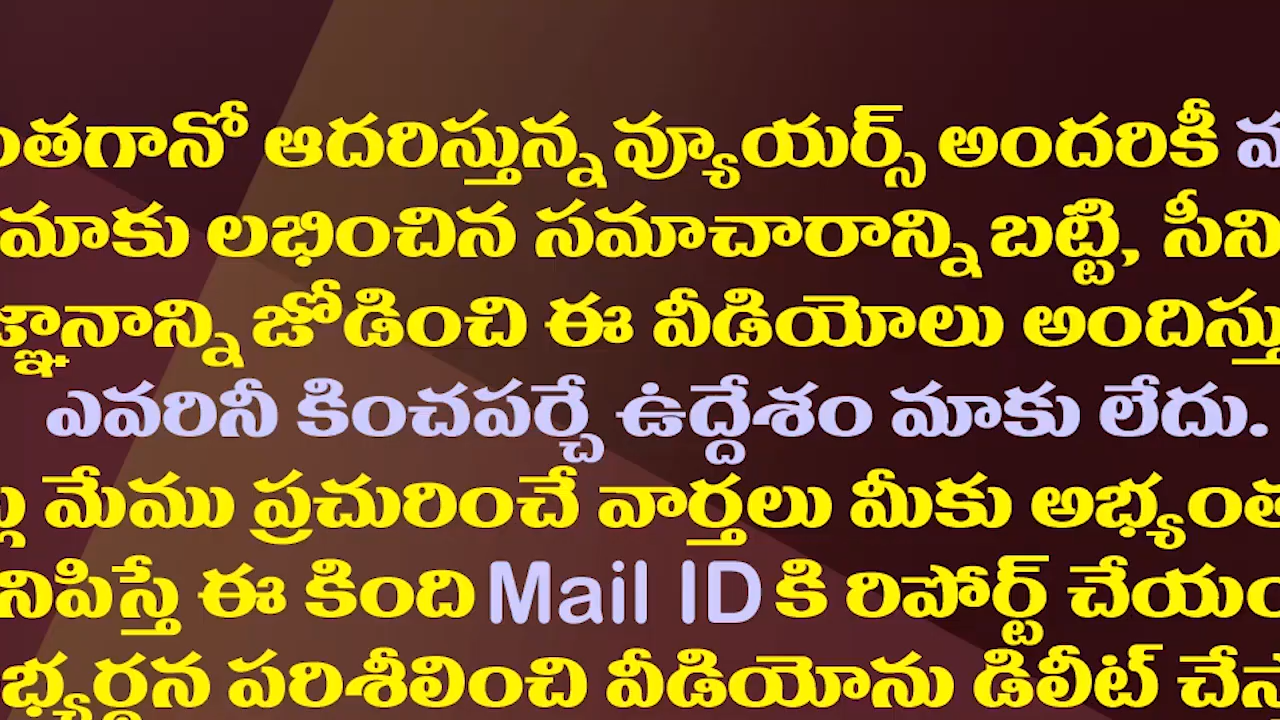 ంతగానో ఆదరిస్తున్న వ్యూయర్స్ అందరికీ
మాకు లభించిన సమాచారాన్ని బట్టి, సీని
జ్ఞానాన్ని జోడించి ఈ వీడియోలు అందిస్తు
ఎవరినీ కించపర్చే ఉద్దేశం మాకు లేదు.
మేము ప్రచురించే వార్తలు మీకు అభ్యంత
నిపిస్తే ఈ కింది Mail ID కి రిపోర్ట్ చేయం
భ్యర్థన పరిశీలించి వీడియోను డిలీట్ చేస